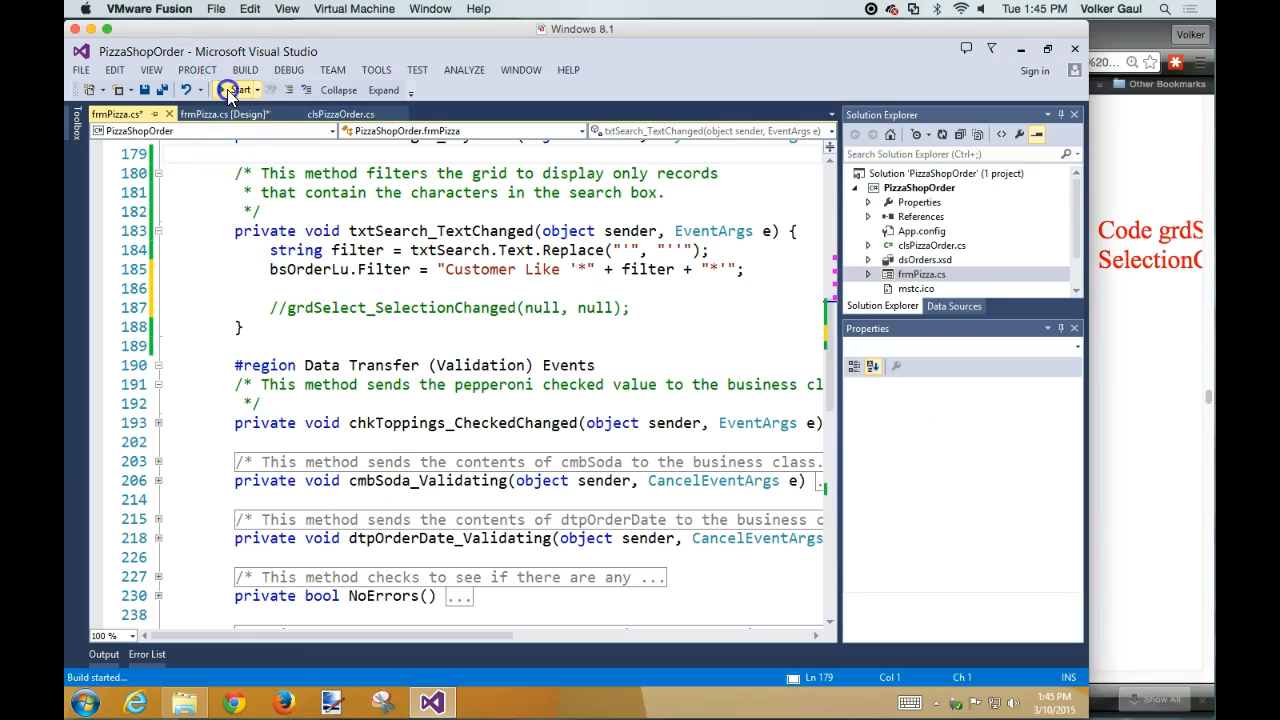 VMware Fusion File Edit View Virtual Machine Window Help Tue 1:45 PM Volker Gaul
Windows 8.1
Volker
PizzaShopOrder - Microsoft Visual Studio
FILE EDIT VIEW PROJECT BUILD DEBUG TEAM TOOLS TEST ANALYZE WINDOW HELP
Sign in
Start Collapse Expand
Other Bookmarks
frmPizza.cs* frmPizza.cs [Design]* clsPizzaOrder.cs
PizzaShopOrder PizzaShopOrder.frmPizza txtSearch_TextChanged(object sender, EventArgs e)
179
180 /* This method filters the grid to display only records
181 * that contain the characters in the search box.
182 */
183 private void txtSearch_TextChanged(object sender, EventArgs e) {
184 string filter = txtSearch.Text.Replace("'", "''");
185 bsOrderLu.Filter = "Customer Like '*" + filter + "*'";
186
187 //grdSelect_SelectionChanged(null, null);
188 }
189
190 #region Data Transfer (Validation) Events
191 /* This method sends the pepperoni checked value to the business cl
192 */
193 private void chkToppings_CheckedChanged(object sender, EventArgs e)
202
203 /* This method sends the contents of cmbSoda to the business class.
206 private void cmbSoda_Validating(object sender, CancelEventArgs e)
214
215 /* This method sends the contents of dtpOrderDate to the business c
218 private void dtpOrderDate_Validating(object sender, CancelEventArgs
226
227 /* This method checks to see if there are any ...
230 private bool NoErrors() ...
238
100 %
Solution Explorer
Search Solution Explorer (Ctrl+;)
Solution 'PizzaShopOrder' (1 project)
PizzaShopOrder
Properties
References
App.config
clsPizzaOrder.cs
dsOrders.xsd
frmPizza.cs
mstc.ico
Solution Explorer Data Sources
Properties
Code grdS
SelectionC
Output Error List
Build started... Ln 179 Col 1 Ch 1 INS
1:45 PM
3/10/2015
Show All